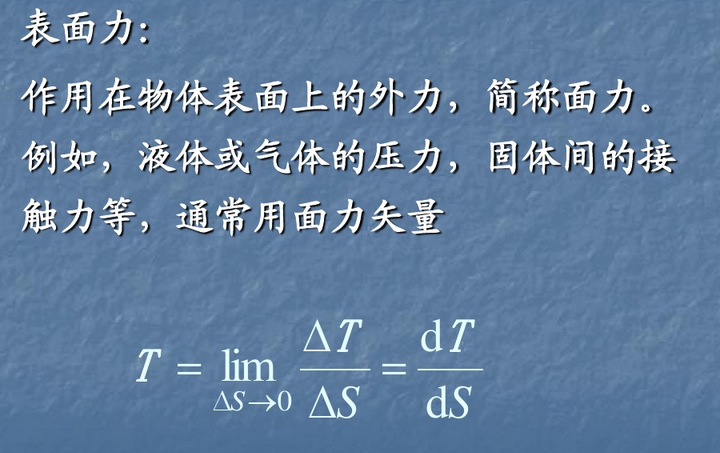 表面力：
作用在物体表面上的外力，简称面力。
例如，液体或气体的压力，固体间的接
触力等，通常用面力矢量
T = lim ΔS→0 ΔT/ΔS = dT/dS